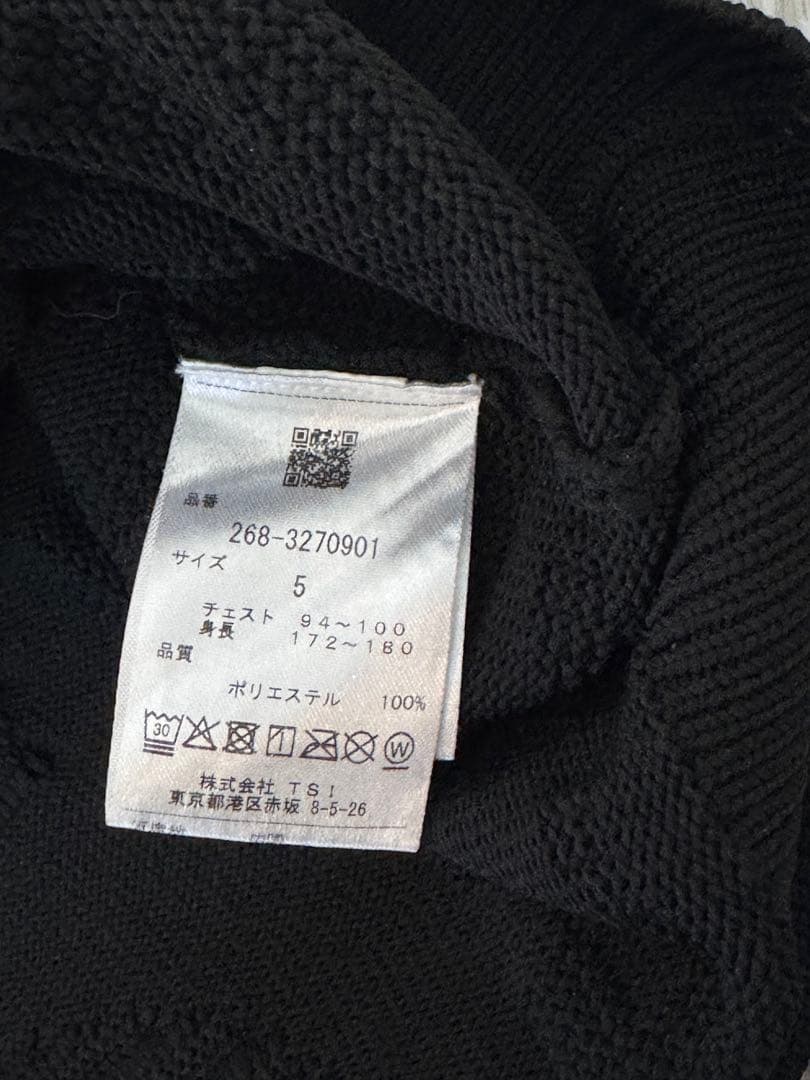 品番
268-3270901
サイズ
5
チェスト 94～100
身長 172～180
品質
ポリエステル 100%
30
W
株式会社 TSI
東京都港区赤坂 8-5-26